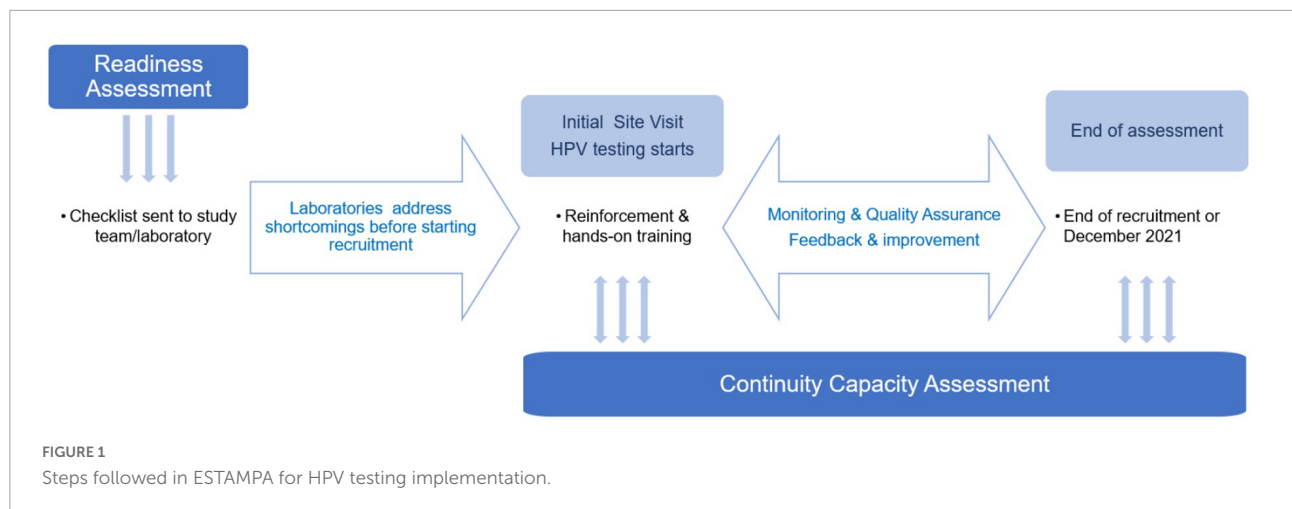 Readiness
Assessment
• Checklist sent to study
team/laboratory
Laboratories address
shortcomings before starting
recruitment
Initial Site Visit
HPV testing starts
• Reinforcement &
hands-on training
Monitoring & Quality Assurance
Feedback & improvement
End of assessment
• End of recruitment or
December 2021
Continuity Capacity Assessment
FIGURE 1
Steps followed in ESTAMPA for HPV testing implementation.